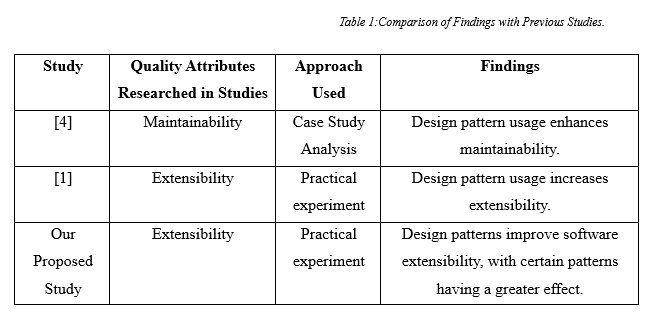 Table 1:Comparison of Findings with Previous Studies.
Study
Quality Attributes
Researched in Studies
Approach
Used
Findings
[4]
Maintainability
Case Study
Analysis
Design pattern usage enhances
maintainability.
[1]
Extensibility
Practical
experiment
Design pattern usage increases
extensibility.
Our
Proposed
Study
Extensibility
Practical
experiment
Design patterns improve software
extensibility, with certain patterns
having a greater effect.